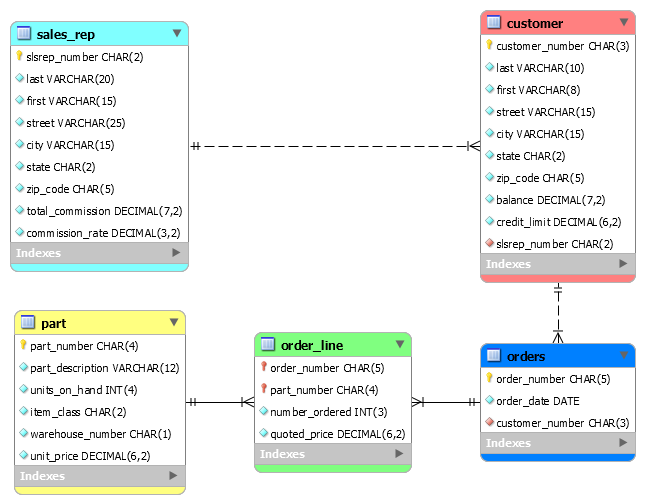 sales_rep
slsrep_number CHAR(2)
last VARCHAR(20)
first VARCHAR(15)
street VARCHAR(25)
city VARCHAR(15)
state CHAR(2)
zip_code CHAR(5)
total_commission DECIMAL(7,2)
commission_rate DECIMAL(3,2)
Indexes
customer
customer_number CHAR(3)
last VARCHAR(10)
first VARCHAR(8)
street VARCHAR(15)
city VARCHAR(15)
state CHAR(2)
zip_code CHAR(5)
balance DECIMAL(7,2)
credit_limit DECIMAL(6,2)
slsrep_number CHAR(2)
Indexes
part
part_number CHAR(4)
part_description VARCHAR(12)
units_on_hand INT(4)
item_class CHAR(2)
warehouse_number CHAR(1)
unit_price DECIMAL(6,2)
Indexes
order_line
order_number CHAR(5)
part_number CHAR(4)
number_ordered INT(3)
quoted_price DECIMAL(6,2)
Indexes
orders
order_number CHAR(5)
order_date DATE
customer_number CHAR(3)
Indexes